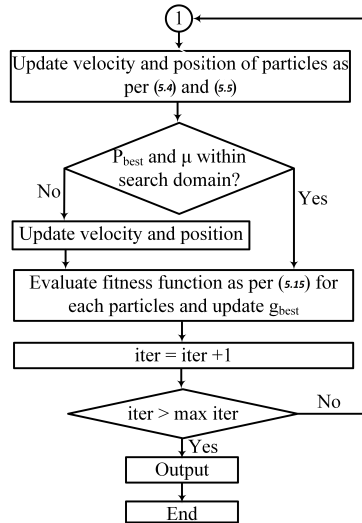 1
Update velocity and position of particles as
per (5.4) and (5.5)
P_best and μ within
search domain?
No
Yes
Update velocity and position
Evaluate fitness function as per (5.15) for
each particles and update g_best
iter = iter +1
iter > max iter
No
Yes
Output
End